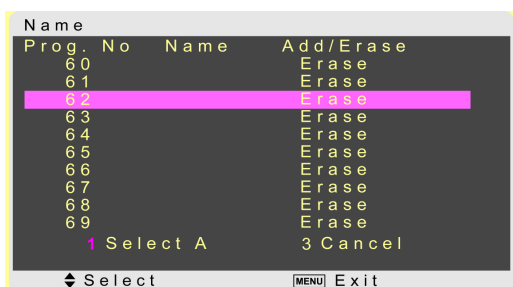 Name
Prog. No Name Add/Erase
60 Erase
61 Erase
62 Erase
63 Erase
64 Erase
65 Erase
66 Erase
67 Erase
68 Erase
69 Erase
1 Select A 3 Cancel
Select MENU Exit